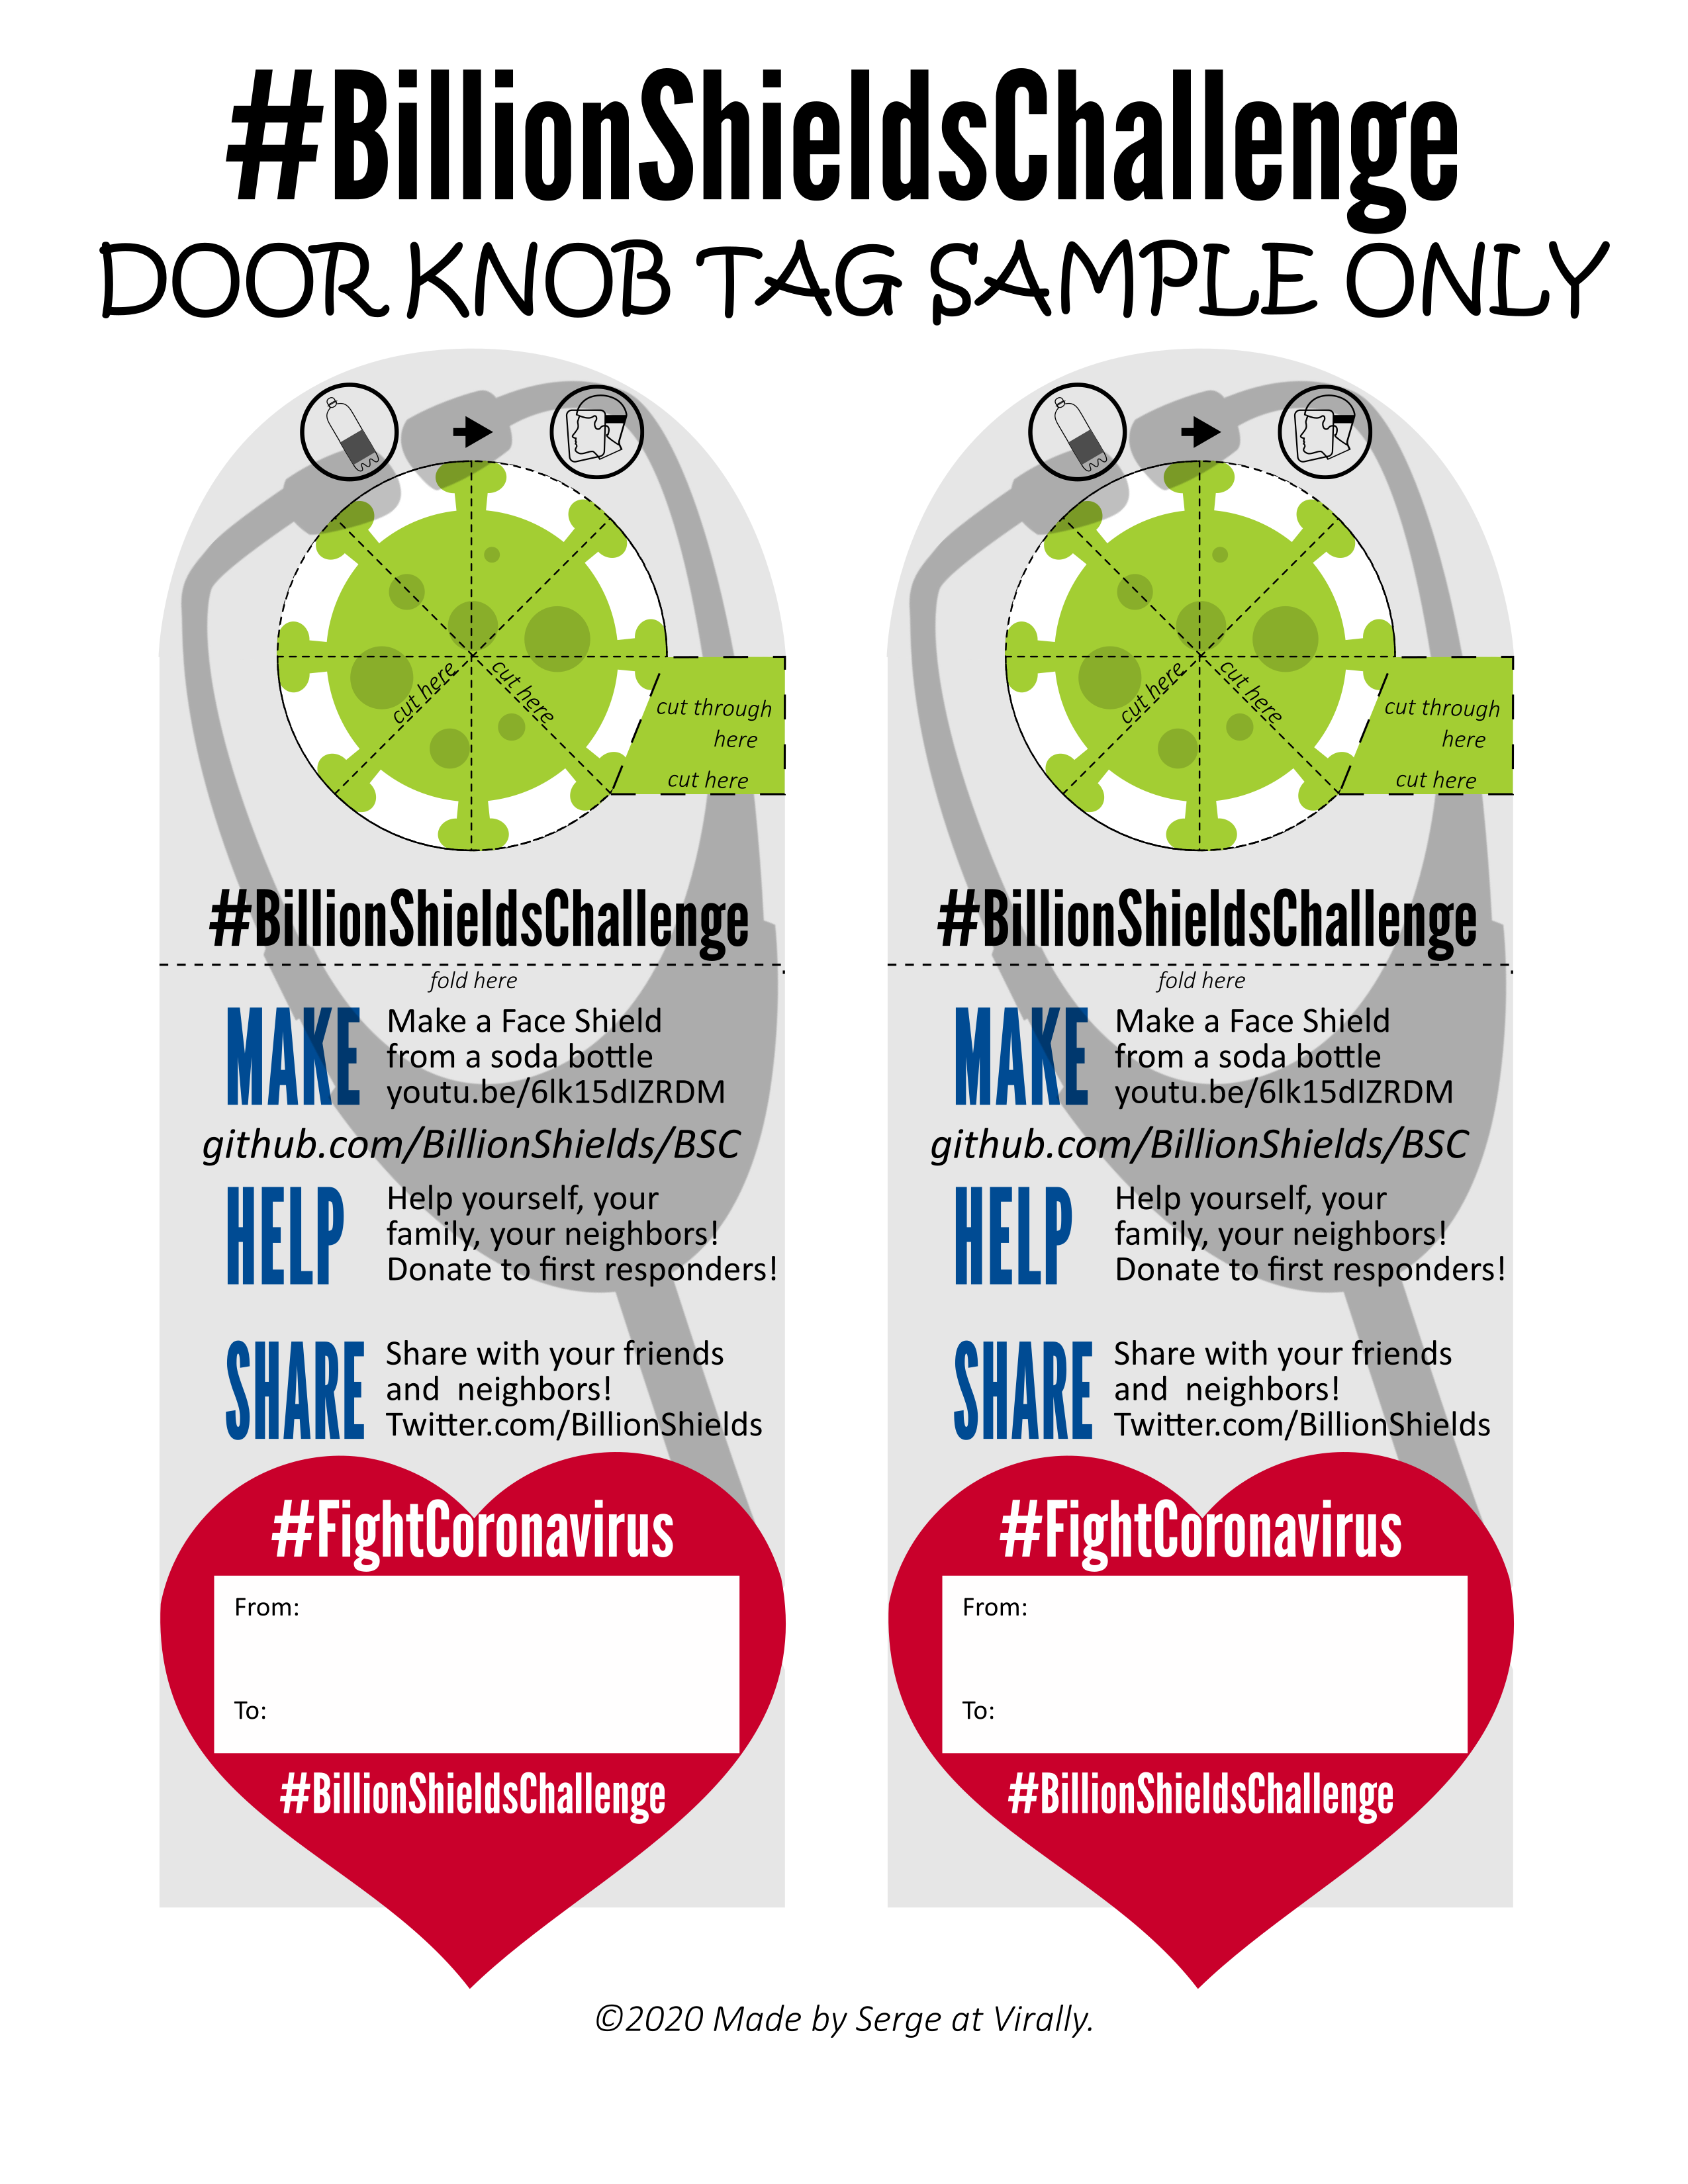 #BillionShieldsChallenge
DOOR KNOB TAG SAMPLE ONLY
cut here
cut here
cut through
here
cut here
#BillionShieldsChallenge
fold here
MAKE
Make a Face Shield
from a soda bottle
youtu.be/6lk15dIZRDM
github.com/BillionShields/BSC
HELP
Help yourself, your
family, your neighbors!
Donate to first responders!
SHARE
Share with your friends
and  neighbors!
Twitter.com/BillionShields
#FightCoronavirus
From:
To:
#BillionShieldsChallenge
cut here
cut here
cut through
here
cut here
#BillionShieldsChallenge
fold here
MAKE
Make a Face Shield
from a soda bottle
youtu.be/6lk15dIZRDM
github.com/BillionShields/BSC
HELP
Help yourself, your
family, your neighbors!
Donate to first responders!
SHARE
Share with your friends
and  neighbors!
Twitter.com/BillionShields
#FightCoronavirus
From:
To:
#BillionShieldsChallenge
©2020 Made by Serge at Virally.